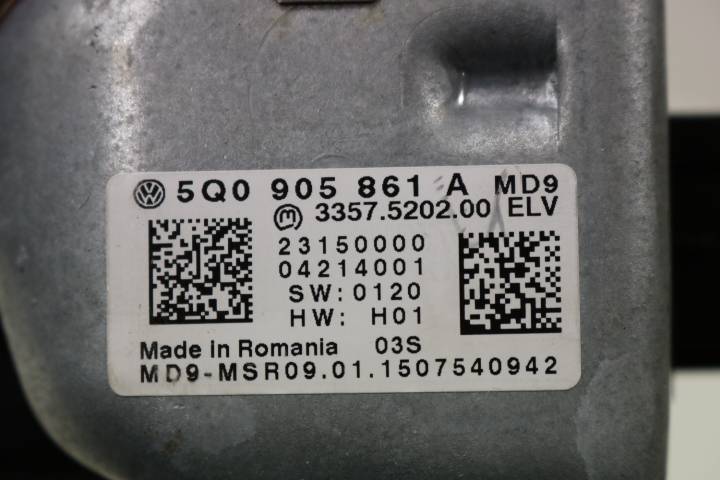 5Q0 905 861 A MD9
3357.5202.00 ELV
23150000
04214001
SW:0120
HW: H01
Made in Romania 03S
MD9-MSR09.01.1507540942